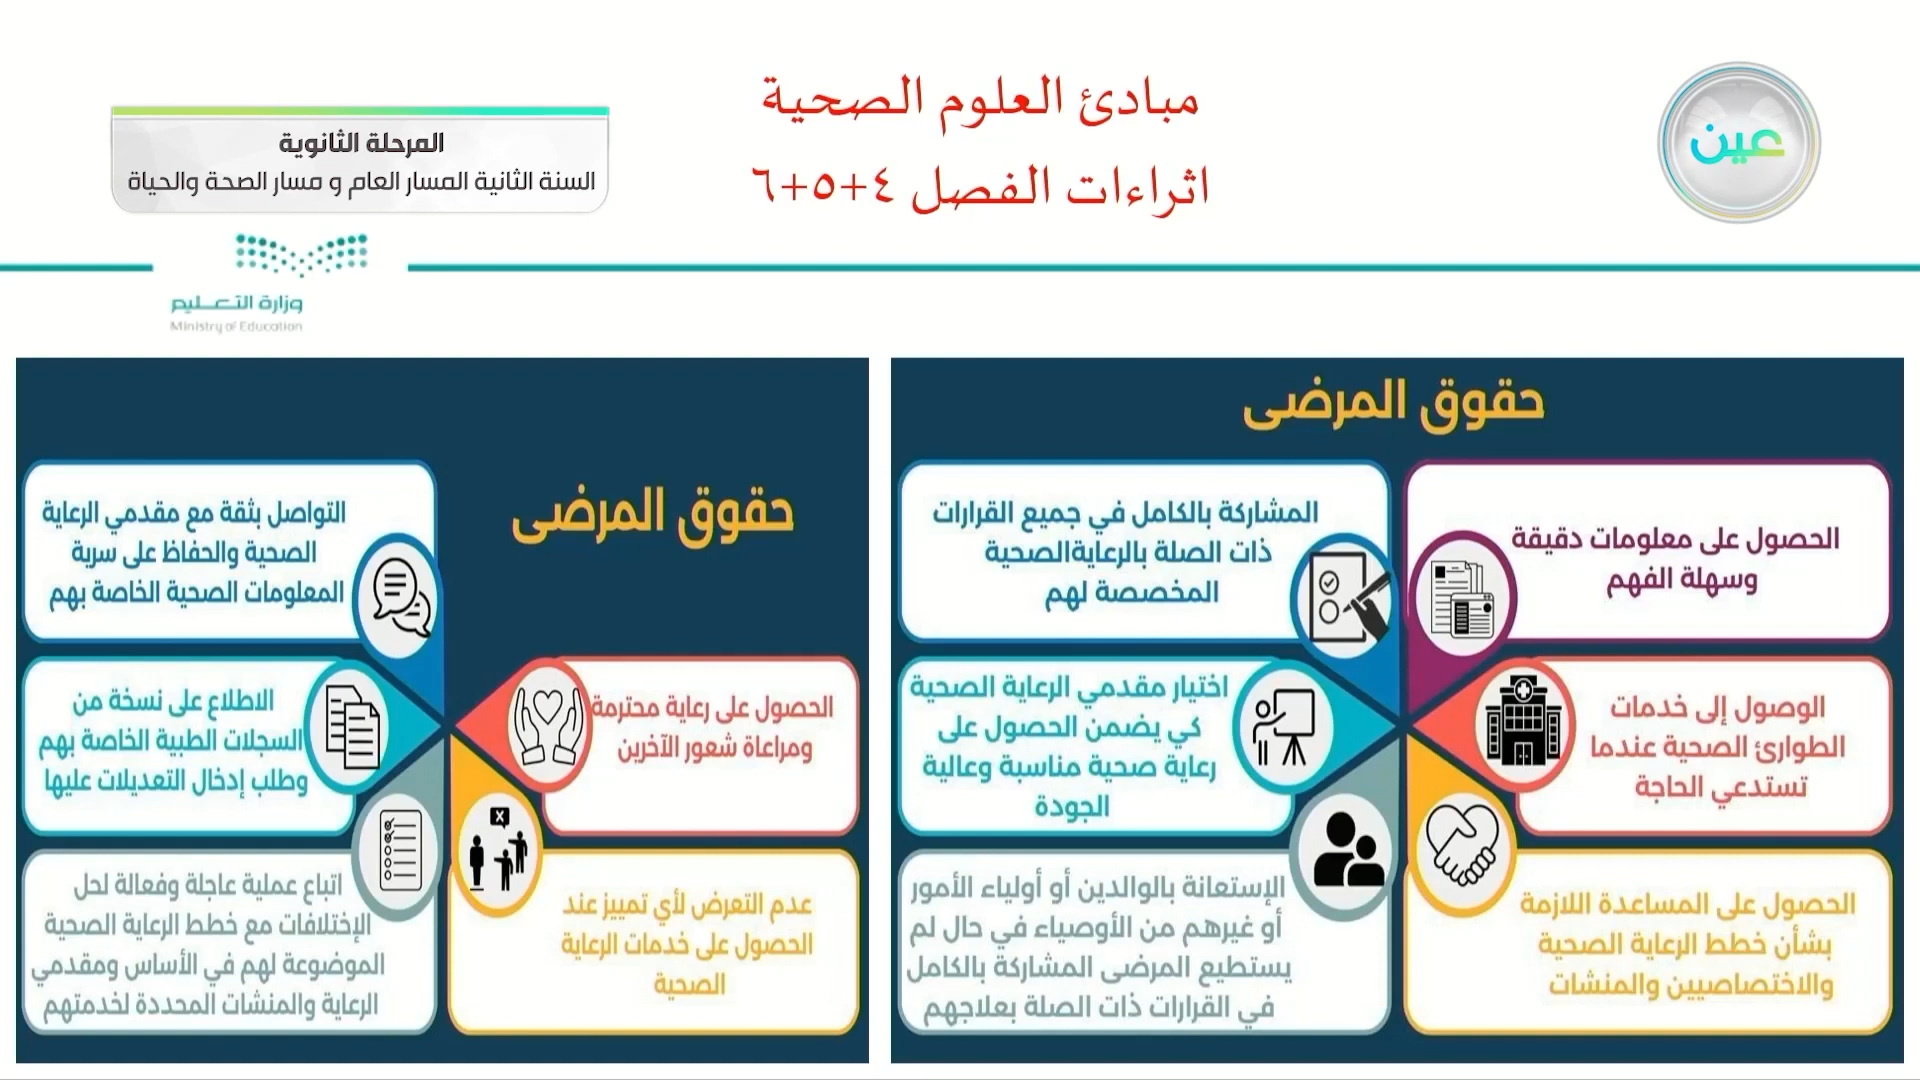 مبادئ العلوم الصحية
اثراءات الفصل ٤+٥+٦
عين
المرحلة الثانوية
السنة الثانية المسار العام و مسار الصحة والحياة
وزارة التعـــليم
Ministry of Education
حقوق المرضى
الحصول على معلومات دقيقة
وسهلة الفهم
الوصول إلى خدمات
الطوارئ الصحية عندما
تستدعي الحاجة
الحصول على المساعدة اللازمة
بشأن خطط الرعاية الصحية
والاختصاصيين والمنشات
المشاركة بالكامل في جميع القرارات
ذات الصلة بالرعايةالصحية
المخصصة لهم
اختيار مقدمي الرعاية الصحية
كي يضمن الحصول على
رعاية صحية مناسبة وعالية
الجودة
الإستعانة بالوالدين أو أولياء الأمور
أو غيرهم من الأوصياء في حال لم
يستطيع المرضى المشاركة بالكامل
في القرارات ذات الصلة بعلاجهم
حقوق المرضى
الحصول على رعاية محترمة
ومراعاة شعور الآخرين
عدم التعرض لأي تمييز عند
الحصول على خدمات الرعاية
الصحية
التواصل بثقة مع مقدمي الرعاية
الصحية والحفاظ على سرية
المعلومات الصحية الخاصة بهم
الاطلاع على نسخة من
السجلات الطبية الخاصة بهم
وطلب إدخال التعديلات عليها
اتباع عملية عاجلة وفعالة لحل
الإختلافات مع خطط الرعاية الصحية
الموضوعة لهم في الأساس ومقدمي
الرعاية والمنشات المحددة لخدمتهم